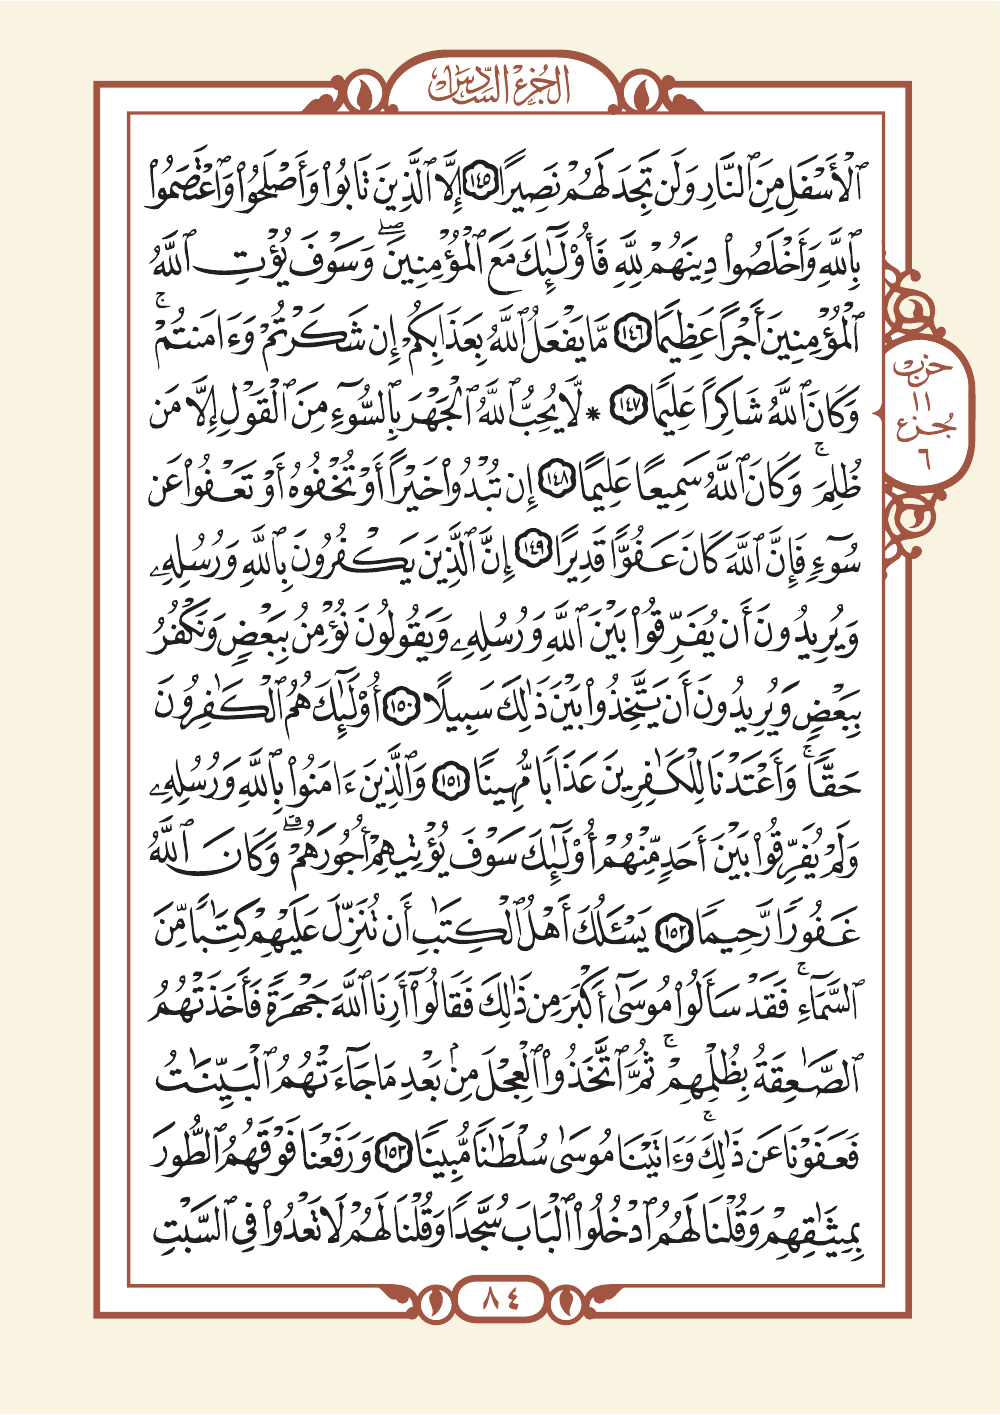 الجُزْءُ السَّادِسُ
ٱلْأَسْفَلِ مِنَ ٱلنَّارِ وَلَن تَجِدَ لَهُمْ نَصِيرًا ١٤٥ إِلَّا ٱلَّذِينَ تَابُوا۟ وَأَصْلَحُوا۟ وَٱعْتَصَمُوا۟
بِٱللَّهِ وَأَخْلَصُوا۟ دِينَهُمْ لِلَّهِ فَأُو۟لَٰٓئِكَ مَعَ ٱلْمُؤْمِنِينَۖ وَسَوْفَ يُؤْتِ ٱللَّهُ
ٱلْمُؤْمِنِينَ أَجْرًا عَظِيمًا ١٤٦ مَّا يَفْعَلُ ٱللَّهُ بِعَذَابِكُمْ إِن شَكَرْتُمْ وَءَامَنتُمْۚ
وَكَانَ ٱللَّهُ شَاكِرًا عَلِيمًا ١٤٧ * لَّا يُحِبُّ ٱللَّهُ ٱلْجَهْرَ بِٱلسُّوٓءِ مِنَ ٱلْقَوْلِ إِلَّا مَن
ظُلِمَۚ وَكَانَ ٱللَّهُ سَمِيعًا عَلِيمًا ١٤٨ إِن تُبْدُوا۟ خَيْرًا أَوْ تُخْفُوهُ أَوْ تَعْفُوا۟ عَن
سُوٓءٍ فَإِنَّ ٱللَّهَ كَانَ عَفُوًّا قَدِيرًا ١٤٩ إِنَّ ٱلَّذِينَ يَكْفُرُونَ بِٱللَّهِ وَرُسُلِهِۦ
وَيُرِيدُونَ أَن يُفَرِّقُوا۟ بَيْنَ ٱللَّهِ وَرُسُلِهِۦ وَيَقُولُونَ نُؤْمِنُ بِبَعْضٍ وَنَكْفُرُ
بِبَعْضٍ وَيُرِيدُونَ أَن يَتَّخِذُوا۟ بَيْنَ ذَٰلِكَ سَبِيلًا ١٥٠ أُو۟لَٰٓئِكَ هُمُ ٱلْكَٰفِرُونَ
حَقًّاۚ وَأَعْتَدْنَا لِلْكَٰفِرِينَ عَذَابًا مُّهِينًا ١٥١ وَٱلَّذِينَ ءَامَنُوا۟ بِٱللَّهِ وَرُسُلِهِۦ
وَلَمْ يُفَرِّقُوا۟ بَيْنَ أَحَدٍ مِّنْهُمْ أُو۟لَٰٓئِكَ سَوْفَ يُؤْتِيهِمْ أُجُورَهُمْۗ وَكَانَ ٱللَّهُ
غَفُورًا رَّحِيمًا ١٥٢ يَسْـَٔلُكَ أَهْلُ ٱلْكِتَٰبِ أَن تُنَزِّلَ عَلَيْهِمْ كِتَٰبًا مِّنَ
ٱلسَّمَآءِۚ فَقَدْ سَأَلُوا۟ مُوسَىٰٓ أَكْبَرَ مِن ذَٰلِكَ فَقَالُوٓا۟ أَرِنَا ٱللَّهَ جَهْرَةً فَأَخَذَتْهُمُ
ٱلصَّٰعِقَةُ بِظُلْمِهِمْۚ ثُمَّ ٱتَّخَذُوا۟ ٱلْعِجْلَ مِنۢ بَعْدِ مَا جَآءَتْهُمُ ٱلْبَيِّنَٰتُ
فَعَفَوْنَا عَن ذَٰلِكَۚ وَءَاتَيْنَا مُوسَىٰ سُلْطَٰنًا مُّبِينًا ١٥٣ وَرَفَعْنَا فَوْقَهُمُ ٱلطُّورَ
بِمِيثَٰقِهِمْ وَقُلْنَا لَهُمُ ٱدْخُلُوا۟ ٱلْبَابَ سُجَّدًا وَقُلْنَا لَهُمْ لَا تَعْدُوا۟ فِى ٱلسَّبْتِ
حزب
١١
جزء
٦
٨٤